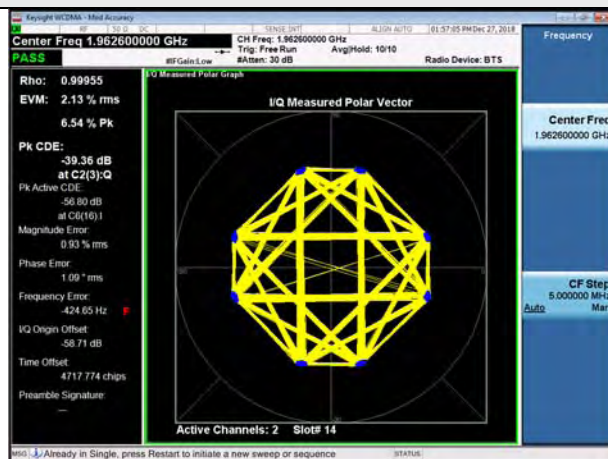 Keysight WCDMA - Mod Accuracy
RF 50 Ω DC SENSE:INT ALIGN AUTO 01:57:05 PM Dec 27, 2018
Center Freq 1.962600000 GHz
CH Freq: 1.962600000 GHz
Trig: Free Run Avg|Hold: 10/10
PASS
#IFGain:Low #Atten: 30 dB Radio Device: BTS
Frequency
Rho: 0.99955
EVM: 2.13 % rms
6.54 % Pk
Pk CDE:
-39.36 dB
at C2(3):Q
Pk Active CDE:
-56.80 dB
at C6(16):I
Magnitude Error:
0.93 % rms
Phase Error:
1.09 ° rms
Frequency Error:
-424.65 Hz F
I/Q Origin Offset:
-58.71 dB
Time Offset:
4717.774 chips
Preamble Signature:
---
I/Q Measured Polar Graph
I/Q Measured Polar Vector
Active Channels: 2 Slot# 14
Center Freq
1.962600000 GHz
CF Step
5.000000 MHz
Auto Man
MSG Already in Single, press Restart to initiate a new sweep or sequence STATUS